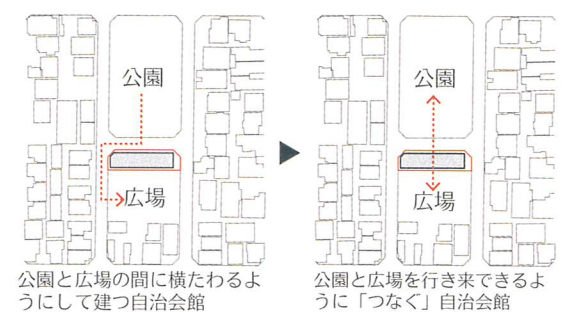 公園
広場
公園と広場の間に横たわるよ
うにして建つ自治会館
公園
広場
公園と広場を行き来できるよ
うに「つなぐ」自治会館